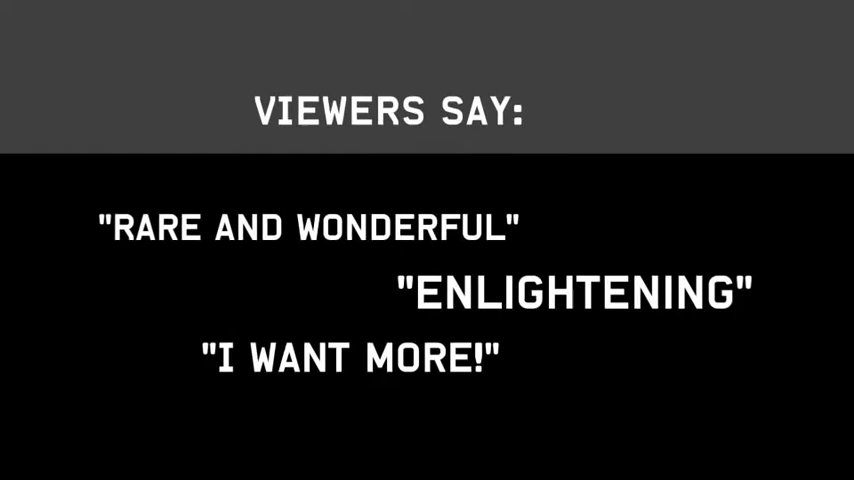 VIEWERS SAY:
"RARE AND WONDERFUL"
"ENLIGHTENING"
"I WANT MORE!"